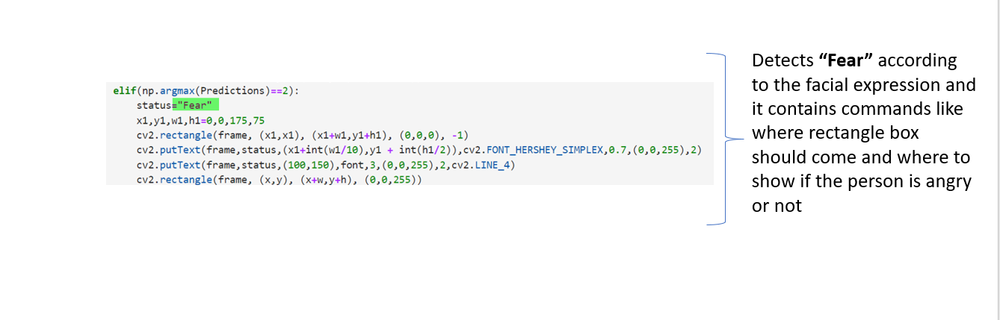 elif(np.argmax(Predictions)==2):
status="Fear"
x1,y1,w1,h1=0,0,175,75
cv2.rectangle(frame, (x1,x1), (x1+w1,y1+h1), (0,0,0), -1)
cv2.putText(frame,status,(x1+int(w1/10),y1 + int(h1/2)),cv2.FONT_HERSHEY_SIMPLEX,0.7,(0,0,255),2)
cv2.putText(frame,status,(100,150),font,3,(0,0,255),2,cv2.LINE_4)
cv2.rectangle(frame, (x,y), (x+w,y+h), (0,0,255))
Detects “Fear” according
to the facial expression and
it contains commands like
where rectangle box
should come and where to
show if the person is angry
or not